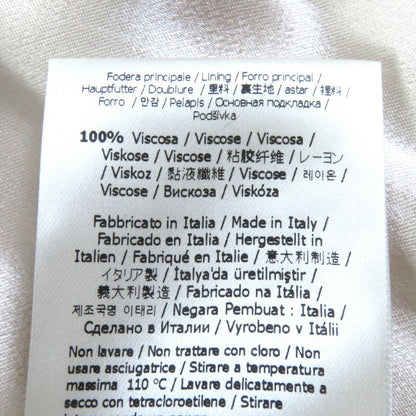 Fodera principale / Lining / Forro principal /
Hauptfutter / Doublure / 里料 / 裏生地 / astar / 裡料 /
Forro / 안감 / Pelapis / Основная подкладка /
Podšívka
100% Viscosa / Viscose / Viscosa /
Viskose / Viscose / 粘胶纤维 / レーヨン
/ Viskoz / 黏液纖維 / Viscose / 레이온 /
Viscose / Вискоза / Viskóza
Fabbricato in Italia / Made in Italy /
Fabricado en Italia / Hergestellt in
Italien / Fabriqué en Italie / 意大利制造 /
イタリア製 / İtalya'da üretilmiştir /
義大利製造 / Fabricado na Itália /
제조국명 이태리 / Negara Pembuat : Italia /
Сделано в Италии / Vyrobeno v Itálii
Non lavare / Non trattare con cloro / Non
usare asciugatrice / Stirare a temperatura
massima 110 °C / Lavare delicatamente a
secco con tetracloroetilene / Stirare